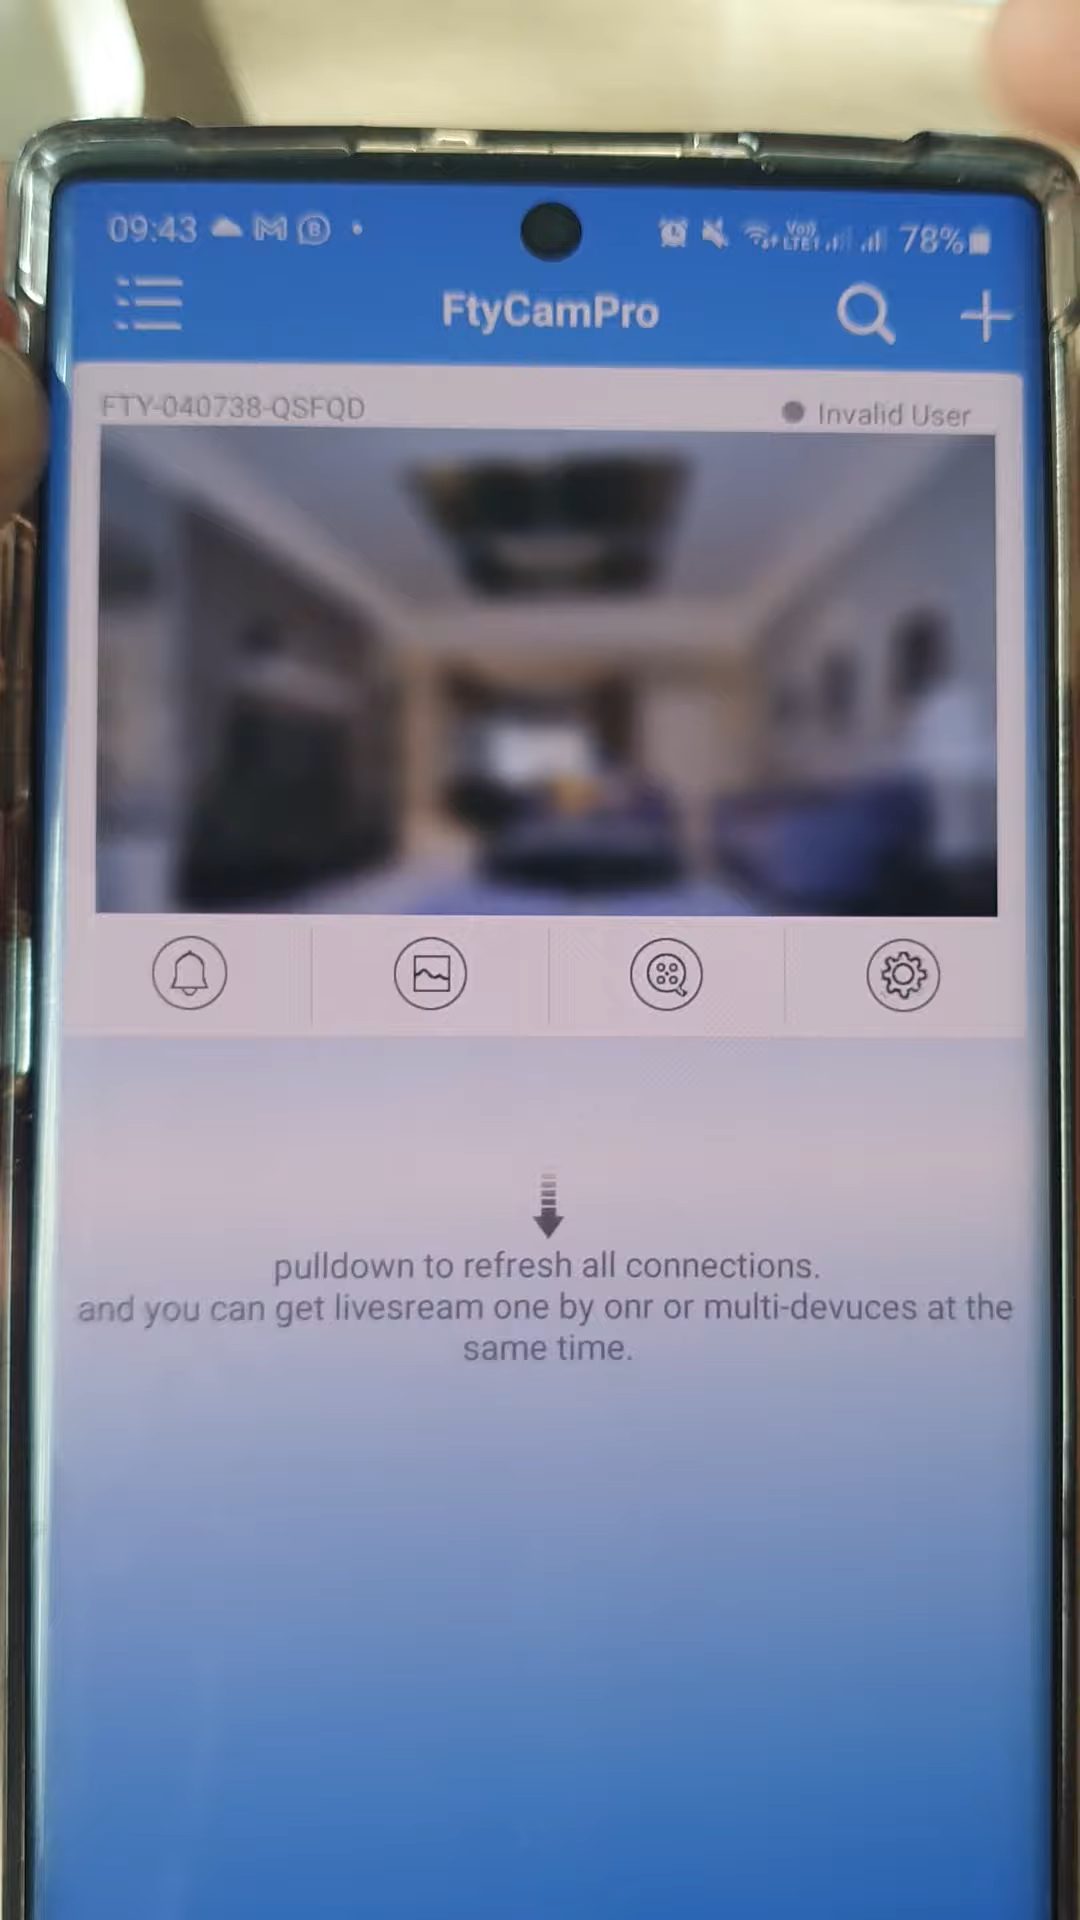 09:43
78%
FtyCamPro
FTY-040738-QSFQD
Invalid User
pulldown to refresh all connections.
and you can get livesream one by onr or multi-devuces at the
same time.